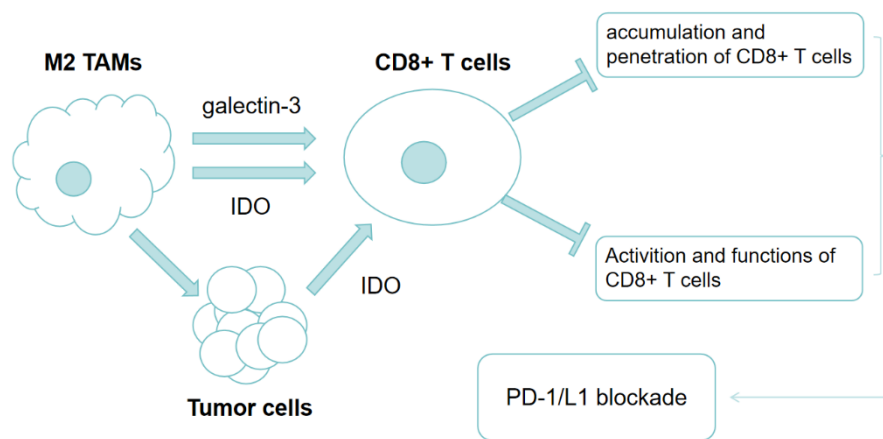 M2 TAMs
CD8+ T cells
accumulation and
penetration of CD8+ T cells
galectin-3
IDO
IDO
Activition and functions of
CD8+ T cells
Tumor cells
PD-1/L1 blockade